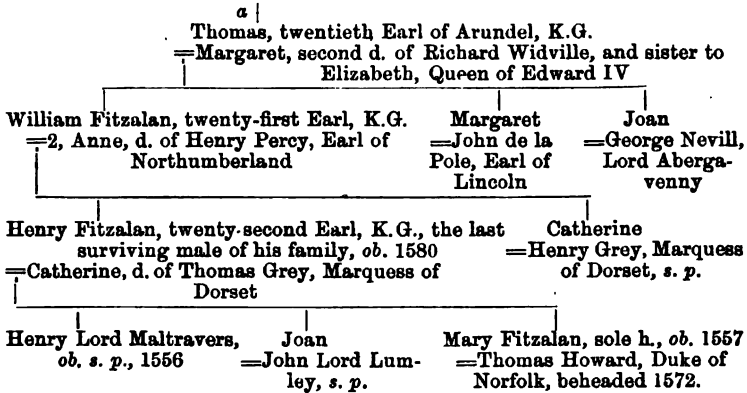 a
Thomas, twentieth Earl of Arundel, K.G.
=Margaret, second d. of Richard Widville, and sister to
Elizabeth, Queen of Edward IV
William Fitzalan, twenty-first Earl, K.G.
=2, Anne, d. of Henry Percy, Earl of
Northumberland
Margaret
=John de la
Pole, Earl of
Lincoln
Joan
=George Nevill,
Lord Aberga-
venny
Henry Fitzalan, twenty-second Earl, K.G., the last
surviving male of his family, ob. 1580
=Catherine, d. of Thomas Grey, Marquess of
Dorset
Catherine
=Henry Grey, Marquess
of Dorset, s. p.
Henry Lord Maltravers,
ob. s. p., 1556
Joan
=John Lord Lum-
ley, s. p.
Mary Fitzalan, sole h., ob. 1557
=Thomas Howard, Duke of
Norfolk, beheaded 1572.